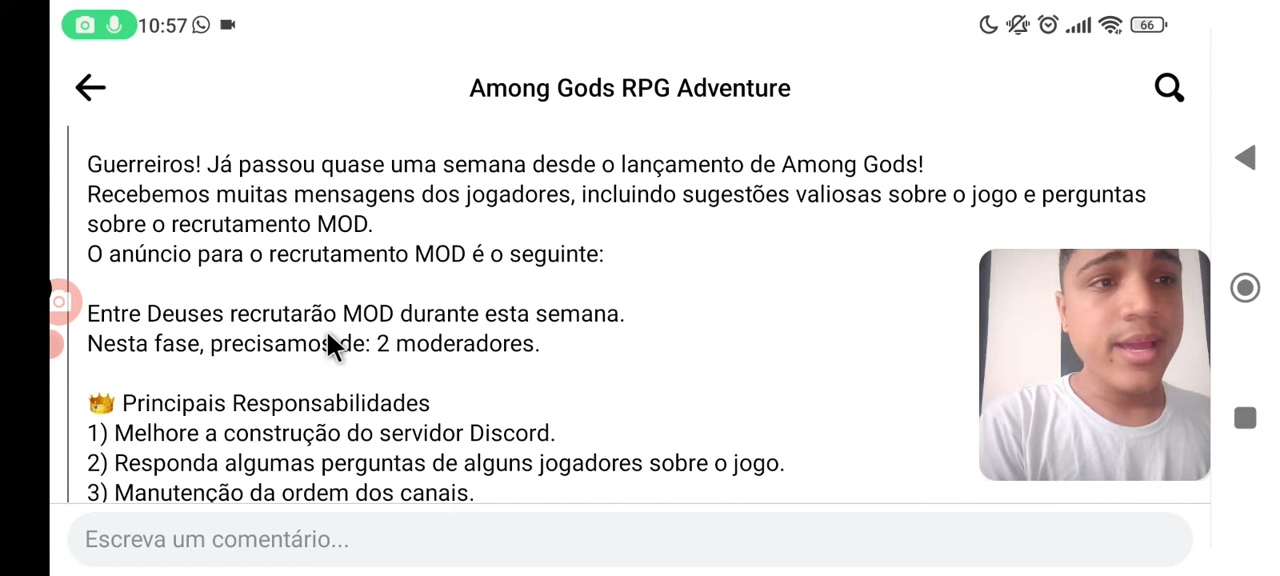 10:57
66
Among Gods RPG Adventure
Guerreiros! Já passou quase uma semana desde o lançamento de Among Gods!
Recebemos muitas mensagens dos jogadores, incluindo sugestões valiosas sobre o jogo e perguntas
sobre o recrutamento MOD.
O anúncio para o recrutamento MOD é o seguinte:
Entre Deuses recrutarão MOD durante esta semana.
Nesta fase, precisamos de: 2 moderadores.
👑 Principais Responsabilidades
1) Melhore a construção do servidor Discord.
2) Responda algumas perguntas de alguns jogadores sobre o jogo.
3) Manutenção da ordem dos canais.
Escreva um comentário...